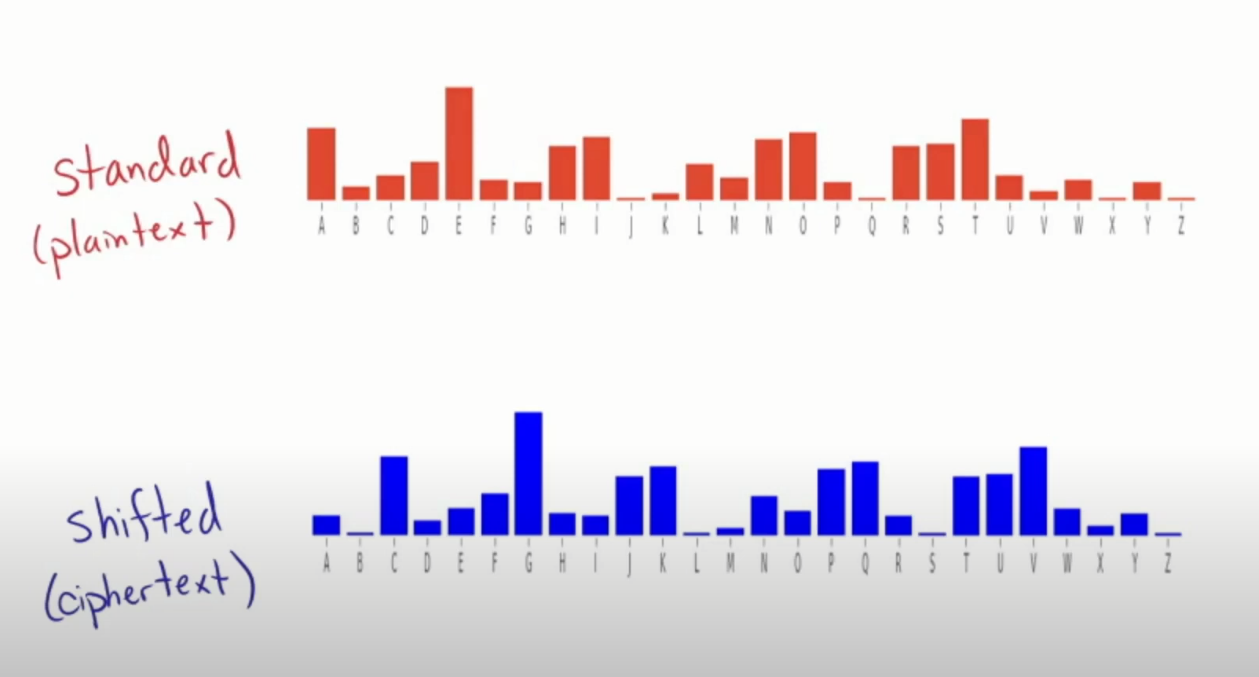 Standard
(plaintext)
A B C D E F G H I J K L M N O P Q R S T U V W X Y Z
shifted
(ciphertext)
A B C D E F G H I J K L M N O P Q R S T U V W X Y Z